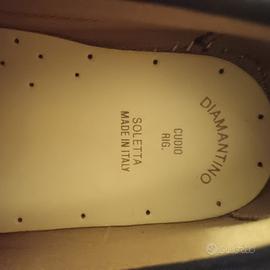 DIAMANTINO
CUOIO
RIG.
SOLETTA
MADE IN ITALY